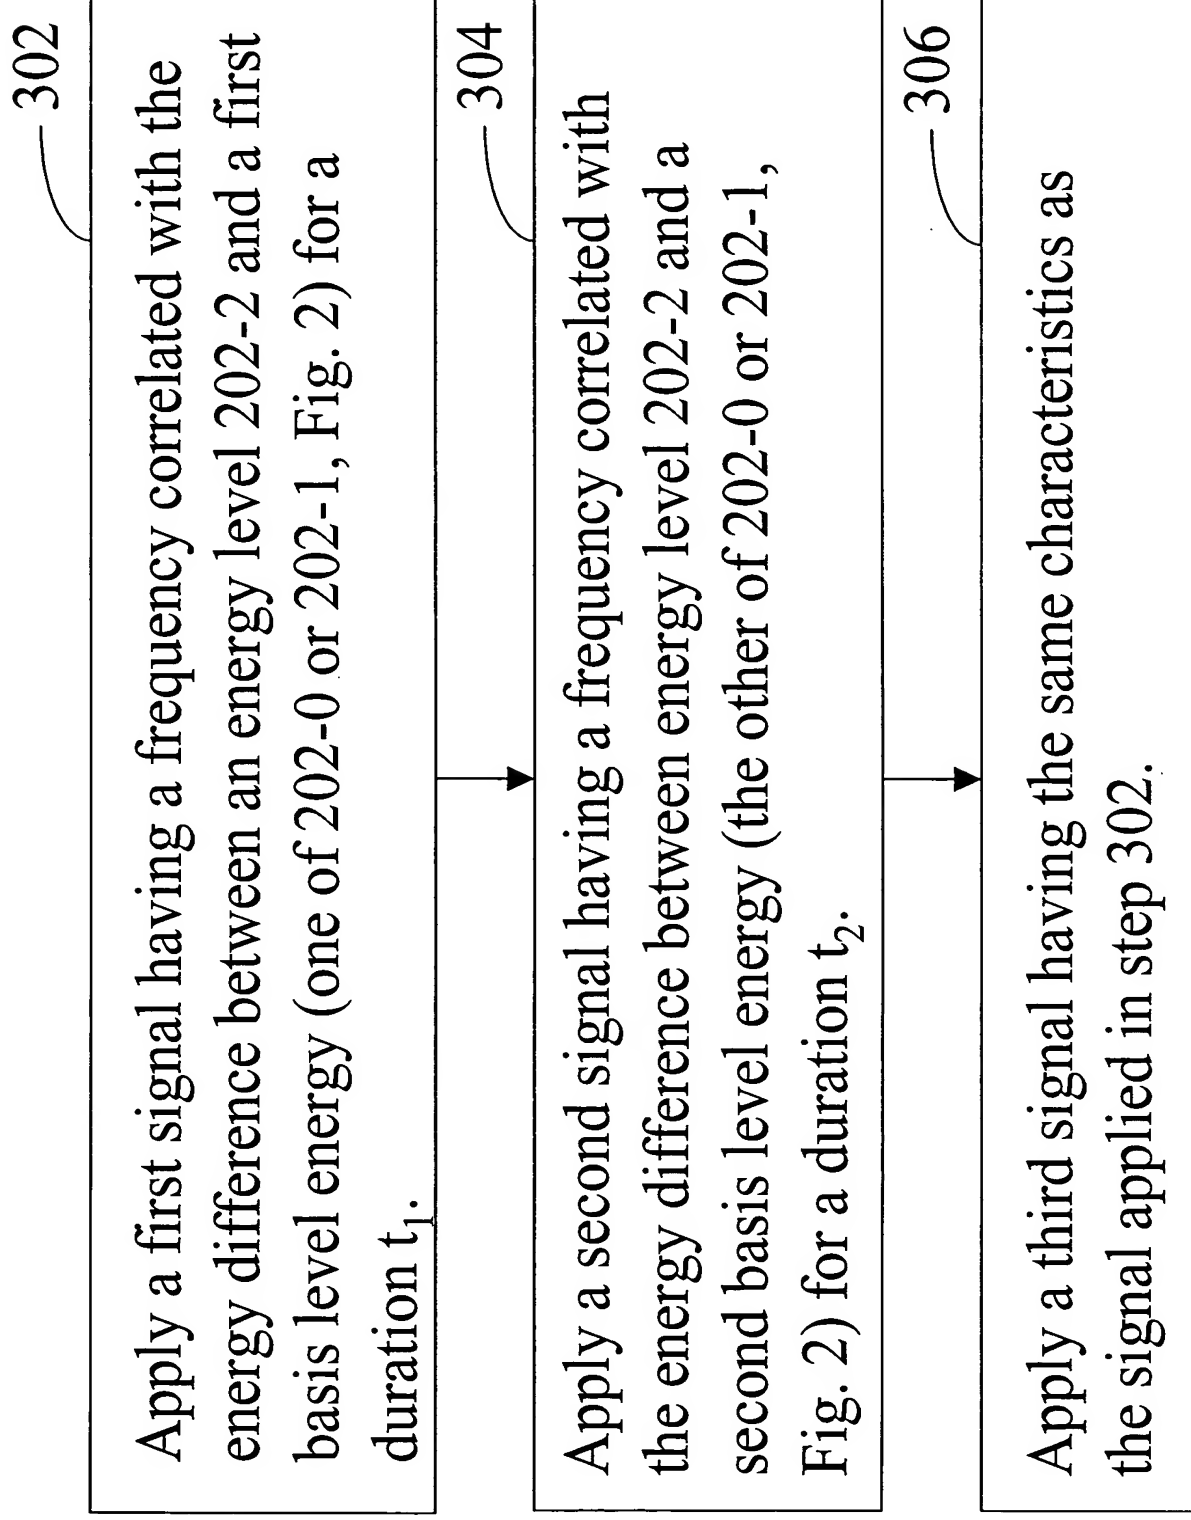 302
Apply a first signal having a frequency correlated with the
energy difference between an energy level 202-2 and a first
basis level energy (one of 202-0 or 202-1, Fig. 2) for a
duration t₁.
304
Apply a second signal having a frequency correlated with
the energy difference between energy level 202-2 and a
second basis level energy (the other of 202-0 or 202-1,
Fig. 2) for a duration t₂.
306
Apply a third signal having the same characteristics as
the signal applied in step 302.